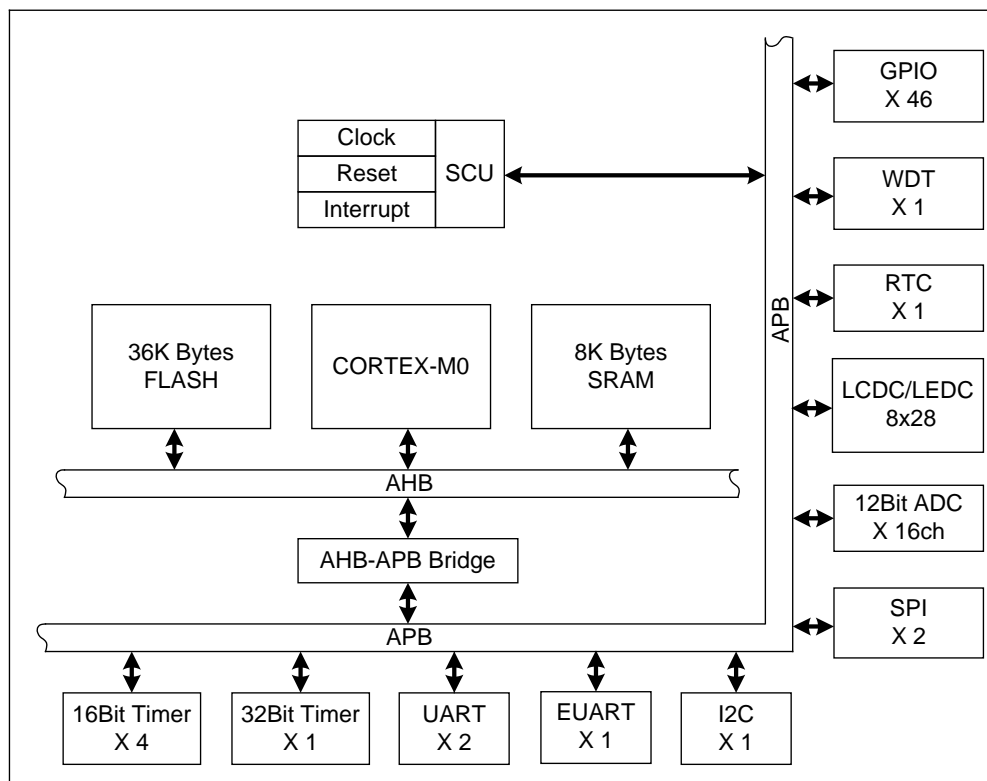 GPIO
X 46
Clock
Reset
Interrupt
SCU
WDT
X 1
RTC
X 1
APB
36K Bytes
FLASH
CORTEX-M0
8K Bytes
SRAM
LCDC/LEDC
8x28
AHB
12Bit ADC
X 16ch
AHB-APB Bridge
SPI
X 2
APB
16Bit Timer
X 4
32Bit Timer
X 1
UART
X 2
EUART
X 1
I2C
X 1